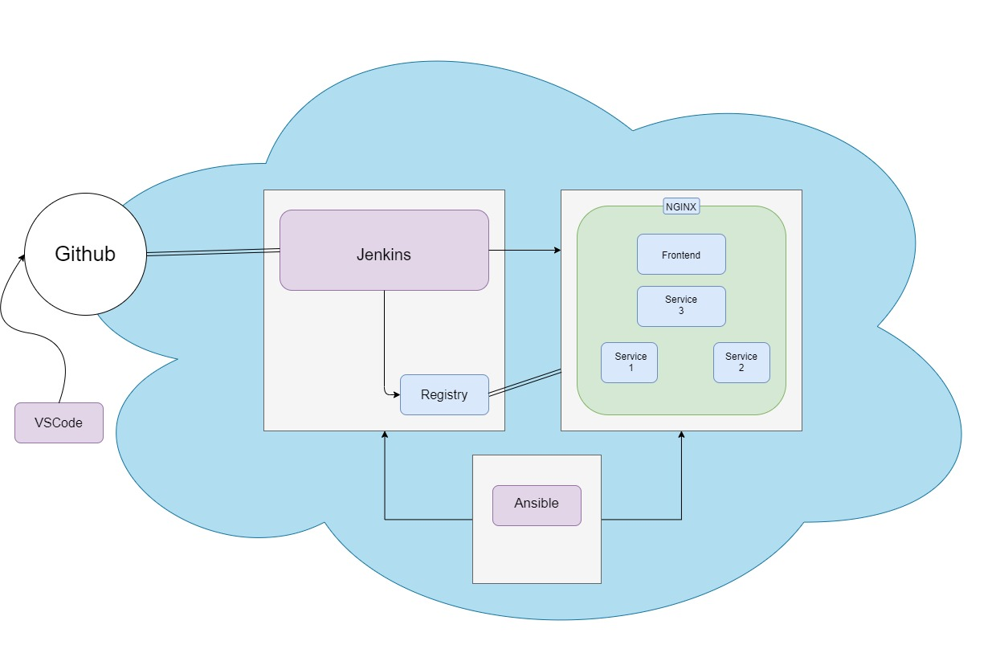 NGINX
Github
Jenkins
Frontend
Service
3
Service
1
Service
2
Registry
VSCode
Ansible